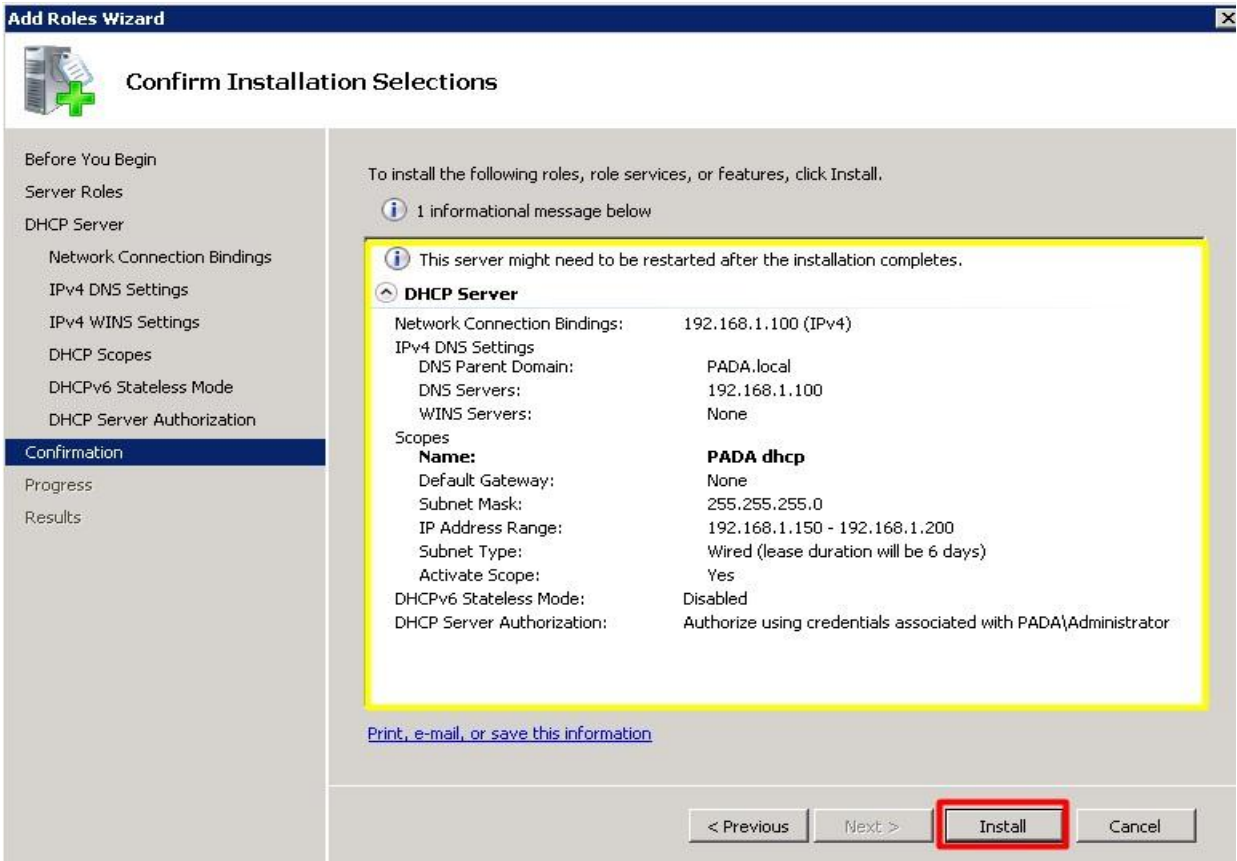 Add Roles Wizard
Confirm Installation Selections
Before You Begin
Server Roles
DHCP Server
Network Connection Bindings
IPv4 DNS Settings
IPv4 WINS Settings
DHCP Scopes
DHCPv6 Stateless Mode
DHCP Server Authorization
Confirmation
Progress
Results
To install the following roles, role services, or features, click Install.
1 informational message below
This server might need to be restarted after the installation completes.
DHCP Server
Network Connection Bindings: 192.168.1.100 (IPv4)
IPv4 DNS Settings
DNS Parent Domain: PADA.local
DNS Servers: 192.168.1.100
WINS Servers: None
Scopes
Name: PADA dhcp
Default Gateway: None
Subnet Mask: 255.255.255.0
IP Address Range: 192.168.1.150 - 192.168.1.200
Subnet Type: Wired (lease duration will be 6 days)
Activate Scope: Yes
DHCPv6 Stateless Mode: Disabled
DHCP Server Authorization: Authorize using credentials associated with PADA\Administrator
Print, e-mail, or save this information
< Previous Next > Install Cancel